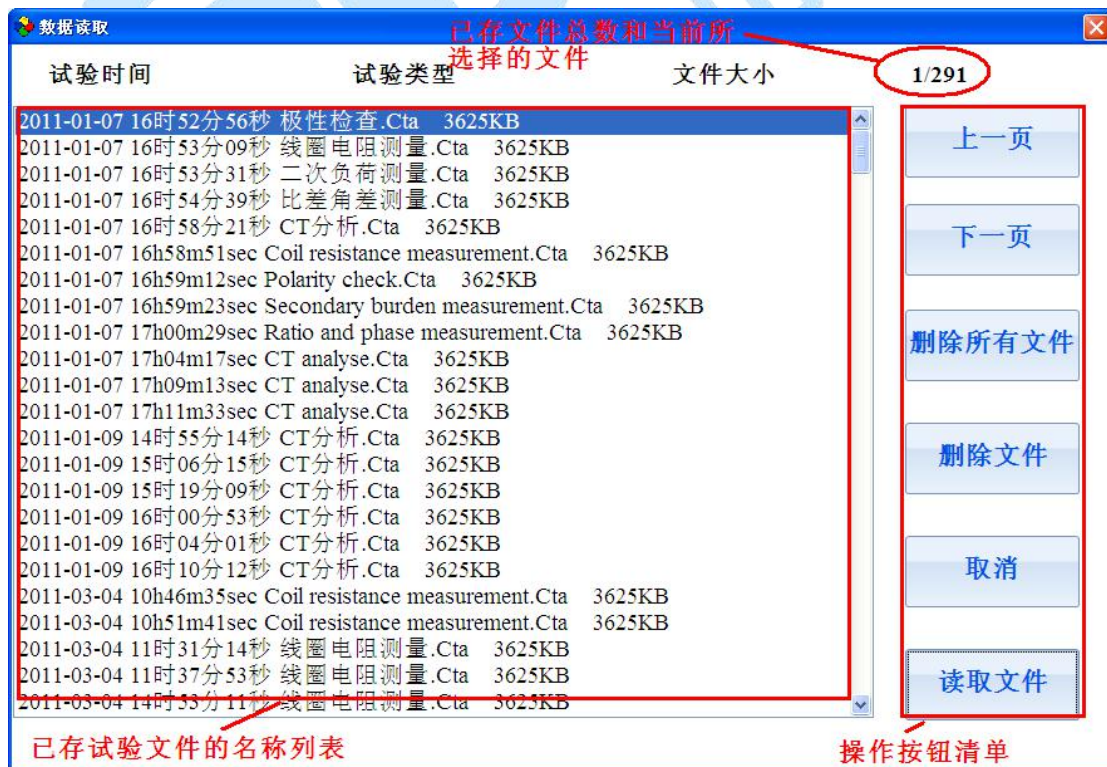 数据读取
已存文件总数和当前所
选择的文件
试验时间 试验类型 文件大小 1/291
2011-01-07 16时52分56秒 极性检查.Cta 3625KB
2011-01-07 16时53分09秒 线圈电阻测量.Cta 3625KB
2011-01-07 16时53分31秒 二次负荷测量.Cta 3625KB
2011-01-07 16时54分39秒 比差角差测量.Cta 3625KB
2011-01-07 16时58分21秒 CT分析.Cta 3625KB
2011-01-07 16h58m51sec Coil resistance measurement.Cta 3625KB
2011-01-07 16h59m12sec Polarity check.Cta 3625KB
2011-01-07 16h59m23sec Secondary burden measurement.Cta 3625KB
2011-01-07 17h00m29sec Ratio and phase measurement.Cta 3625KB
2011-01-07 17h04m17sec CT analyse.Cta 3625KB
2011-01-07 17h09m13sec CT analyse.Cta 3625KB
2011-01-07 17h11m33sec CT analyse.Cta 3625KB
2011-01-09 14时55分14秒 CT分析.Cta 3625KB
2011-01-09 15时06分15秒 CT分析.Cta 3625KB
2011-01-09 15时19分09秒 CT分析.Cta 3625KB
2011-01-09 16时00分53秒 CT分析.Cta 3625KB
2011-01-09 16时04分01秒 CT分析.Cta 3625KB
2011-01-09 16时10分12秒 CT分析.Cta 3625KB
2011-03-04 10h46m35sec Coil resistance measurement.Cta 3625KB
2011-03-04 10h51m41sec Coil resistance measurement.Cta 3625KB
2011-03-04 11时31分14秒 线圈电阻测量.Cta 3625KB
2011-03-04 11时37分53秒 线圈电阻测量.Cta 3625KB
2011-03-04 14时53分11秒 线圈电阻测量.Cta 3625KB
上一页
下一页
删除所有文件
删除文件
取消
读取文件
已存试验文件的名称列表
操作按钮清单